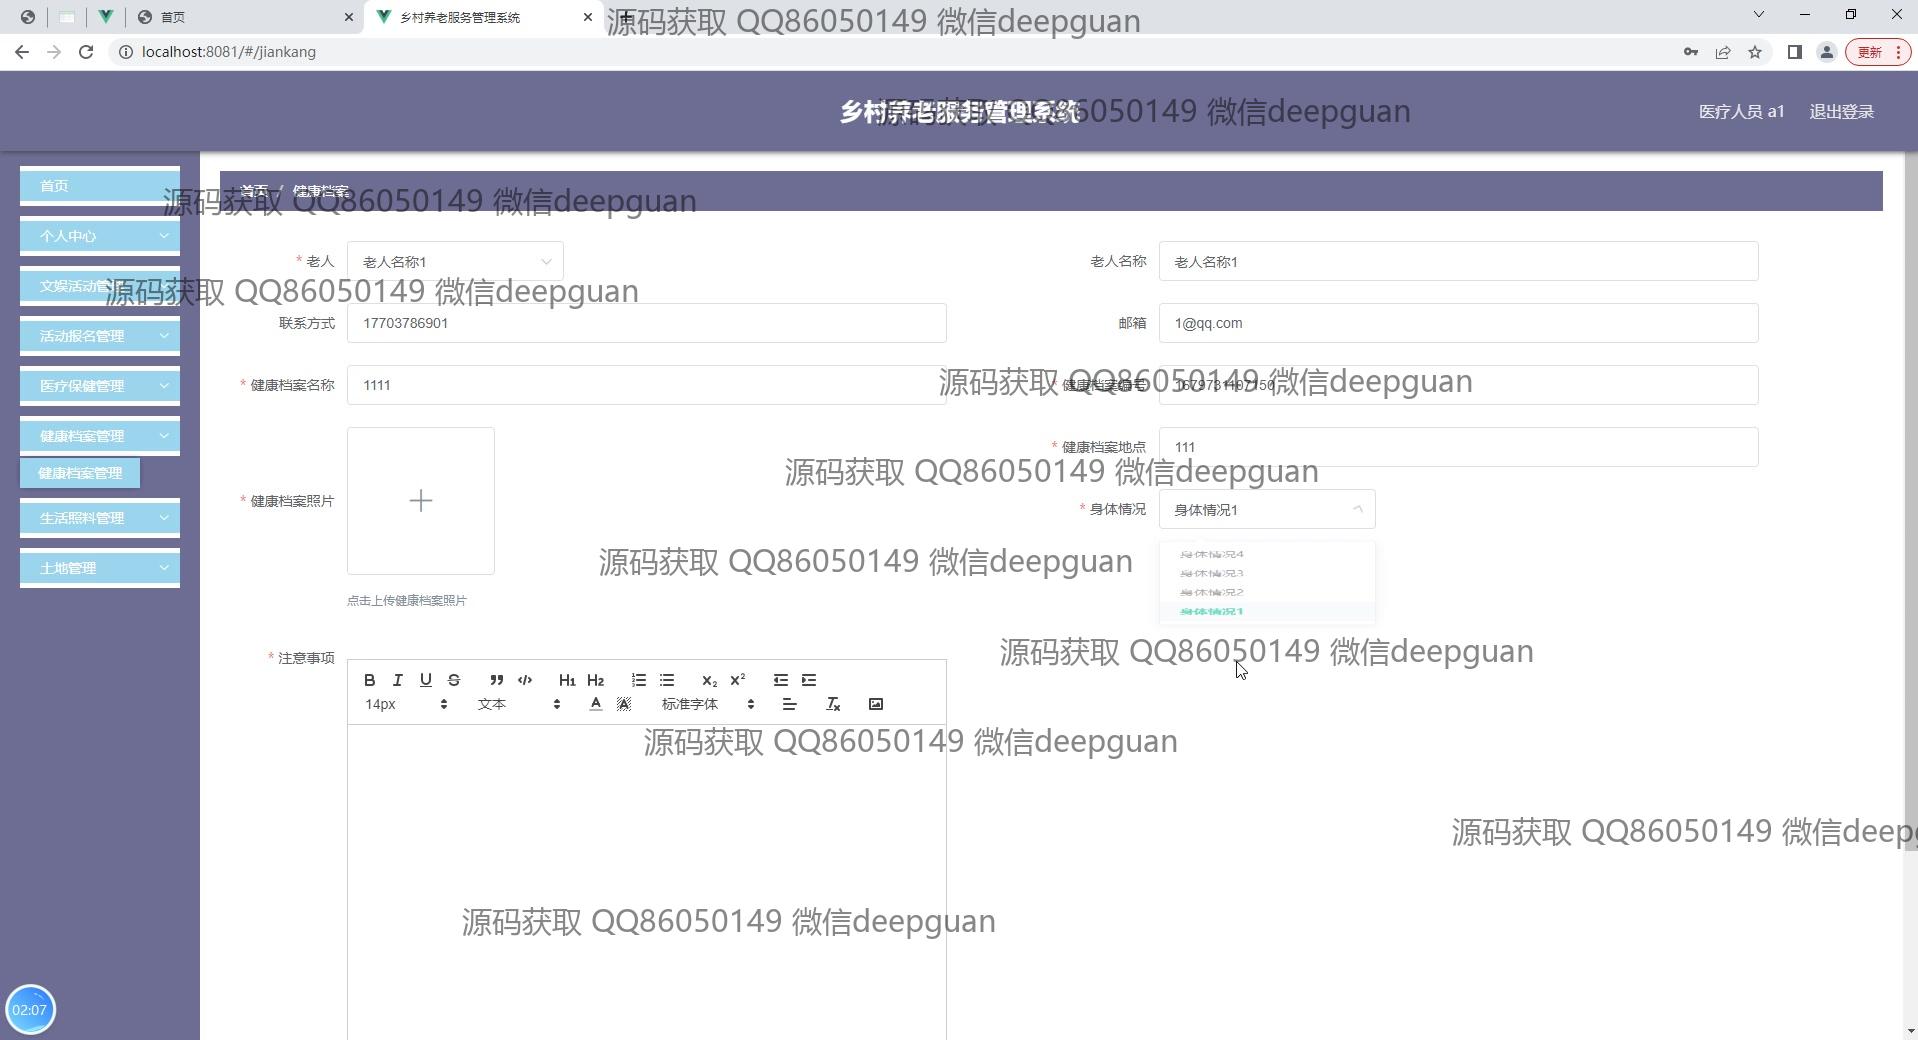 首页
乡村养老服务管理系统
源码获取 QQ86050149 微信deepguan
localhost:8081/#/jiankang
更新
乡村养老服务管理系统
源码获取 QQ86050149 微信deepguan
医疗人员 a1
退出登录
首页
首页 / 健康档案
源码获取 QQ86050149 微信deepguan
个人中心
* 老人
老人名称1
老人名称
老人名称1
文娱活动管理
源码获取 QQ86050149 微信deepguan
联系方式
17703786901
邮箱
1@qq.com
活动报名管理
医疗保健管理
* 健康档案名称
1111
* 健康档案编号
1679731107150
源码获取 QQ86050149 微信deepguan
健康档案管理
* 健康档案地点
111
健康档案管理
源码获取 QQ86050149 微信deepguan
* 健康档案照片
* 身体情况
身体情况1
生活照料管理
身体情况4
源码获取 QQ86050149 微信deepguan
土地管理
身体情况3
身体情况2
点击上传健康档案照片
身体情况1
源码获取 QQ86050149 微信deepguan
* 注意事项
B I U S ” </> H1 H2 X2 X2
14px 文本 A A 标准字体 Tx
源码获取 QQ86050149 微信deepguan
源码获取 QQ86050149 微信deepg
源码获取 QQ86050149 微信deepguan
02:07